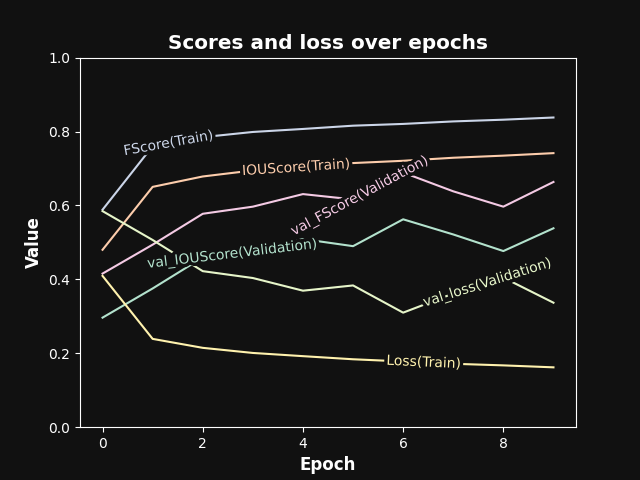 Scores and loss over epochs
1.0
0.8
0.6
0.4
0.2
0.0
Value
FScore(Train)
IOUScore(Train)
val_FScore(Validation)
val_IOUScore(Validation)
val_loss(Validation)
Loss(Train)
0
2
4
6
8
Epoch